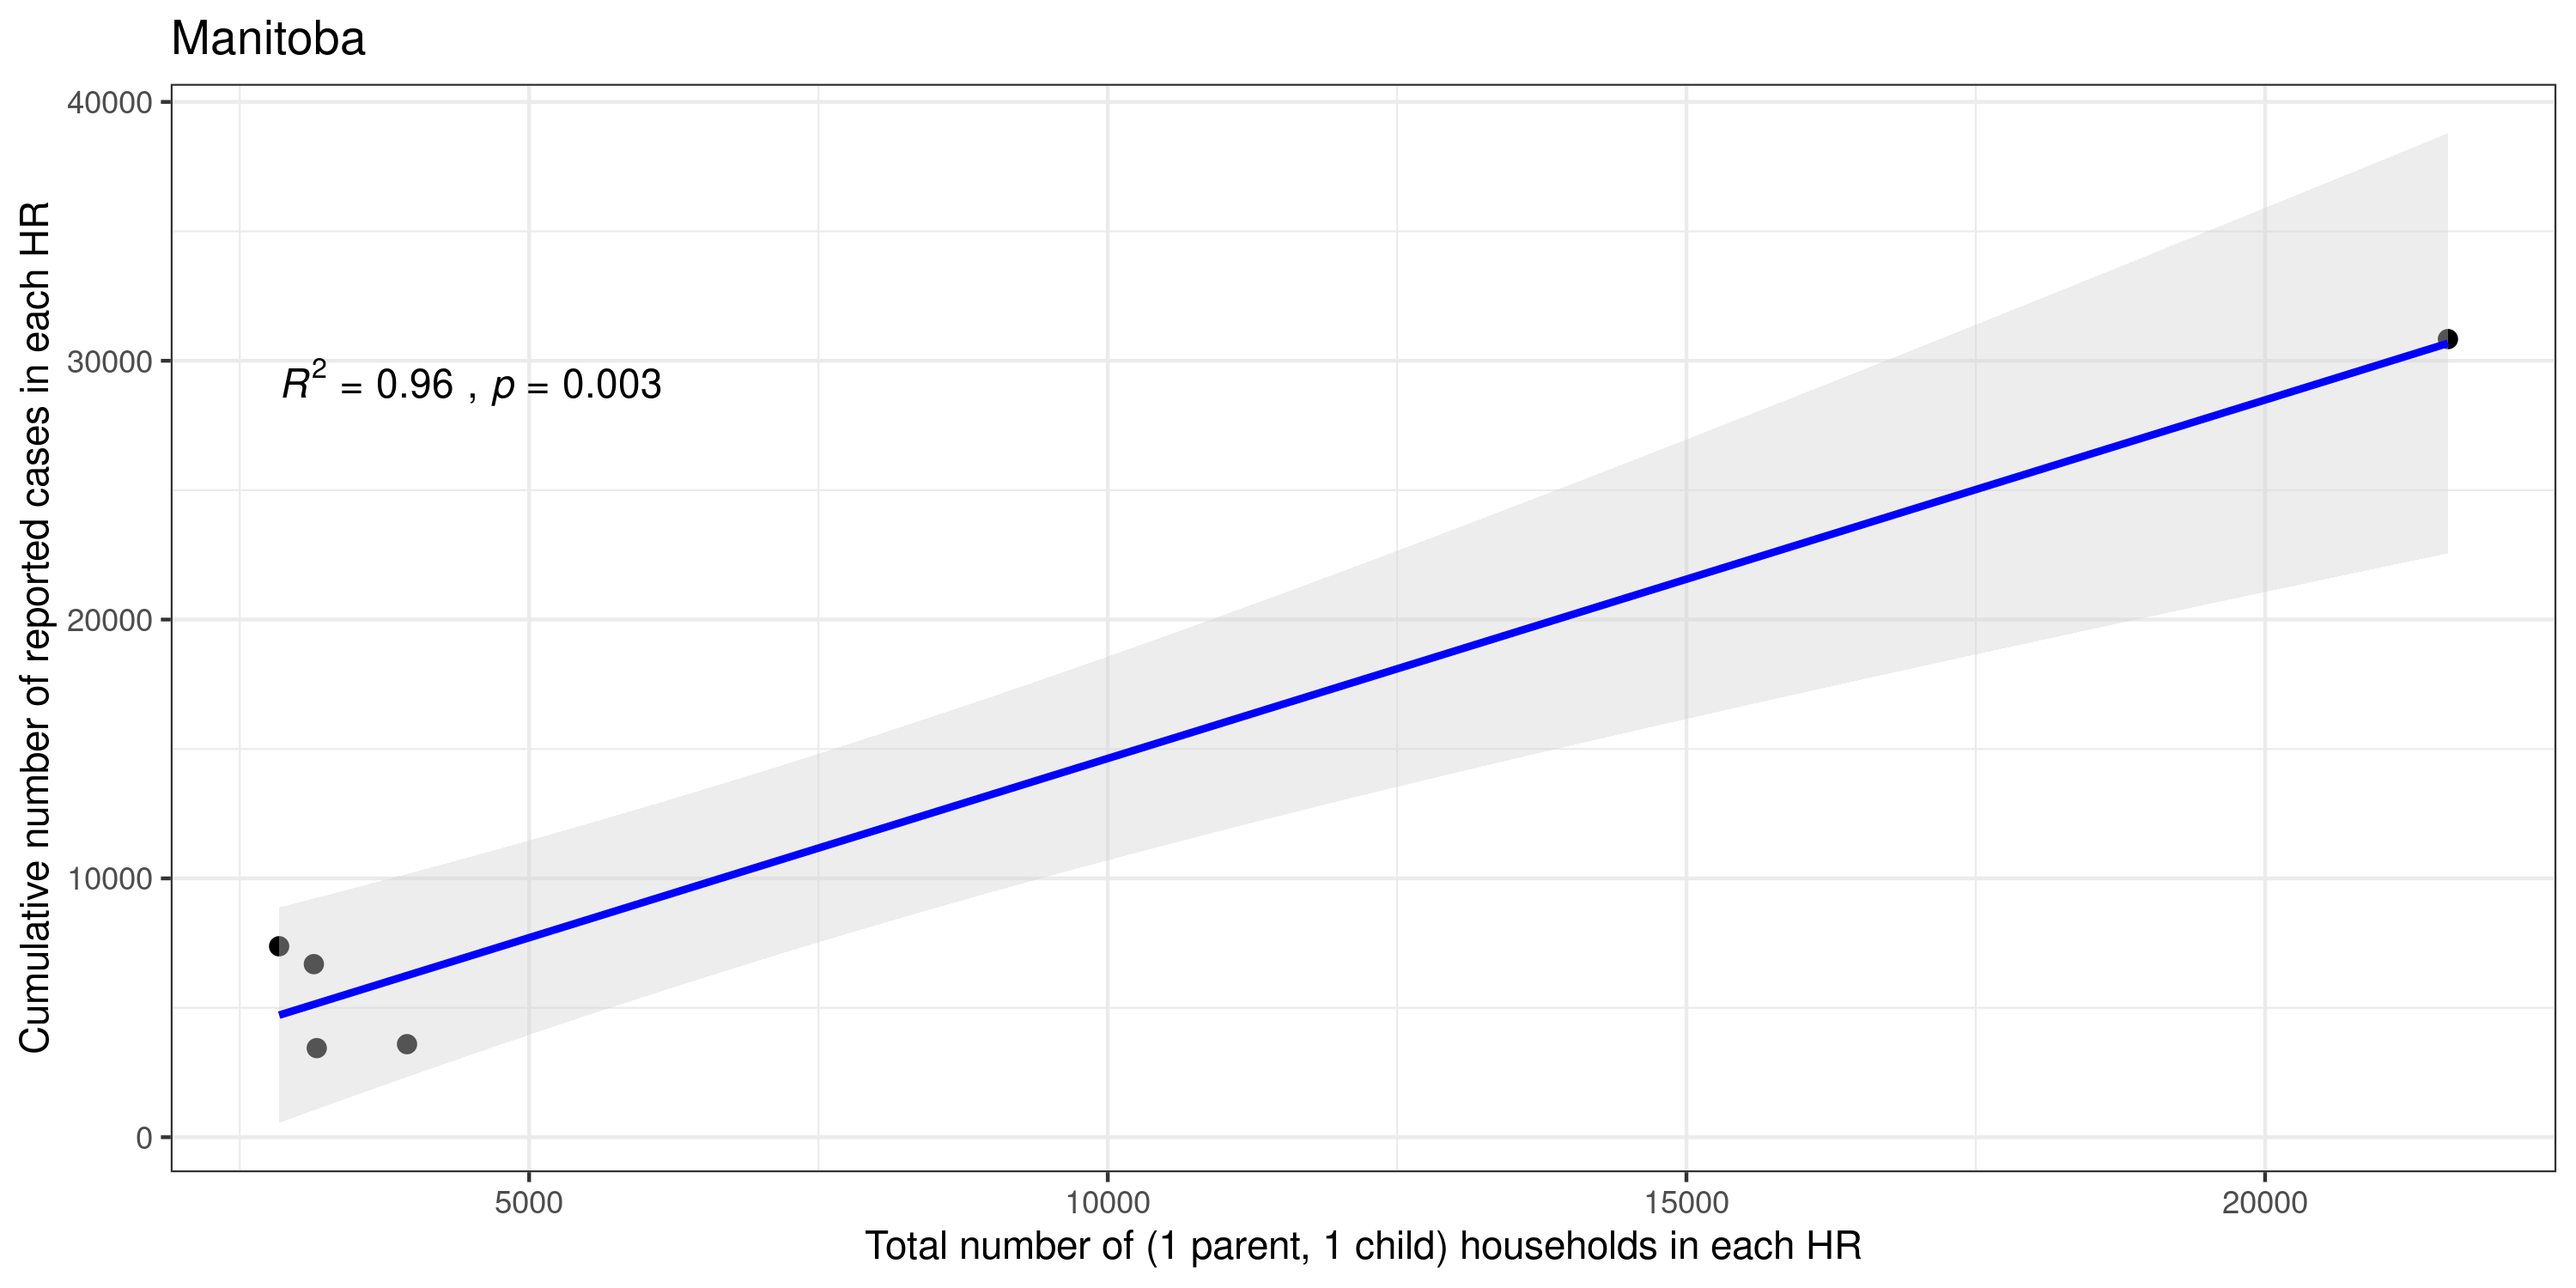 Manitoba
40000
30000
20000
10000
0
Cumulative number of reported cases in each HR
R² = 0.96 , p = 0.003
5000 10000 15000 20000
Total number of (1 parent, 1 child) households in each HR